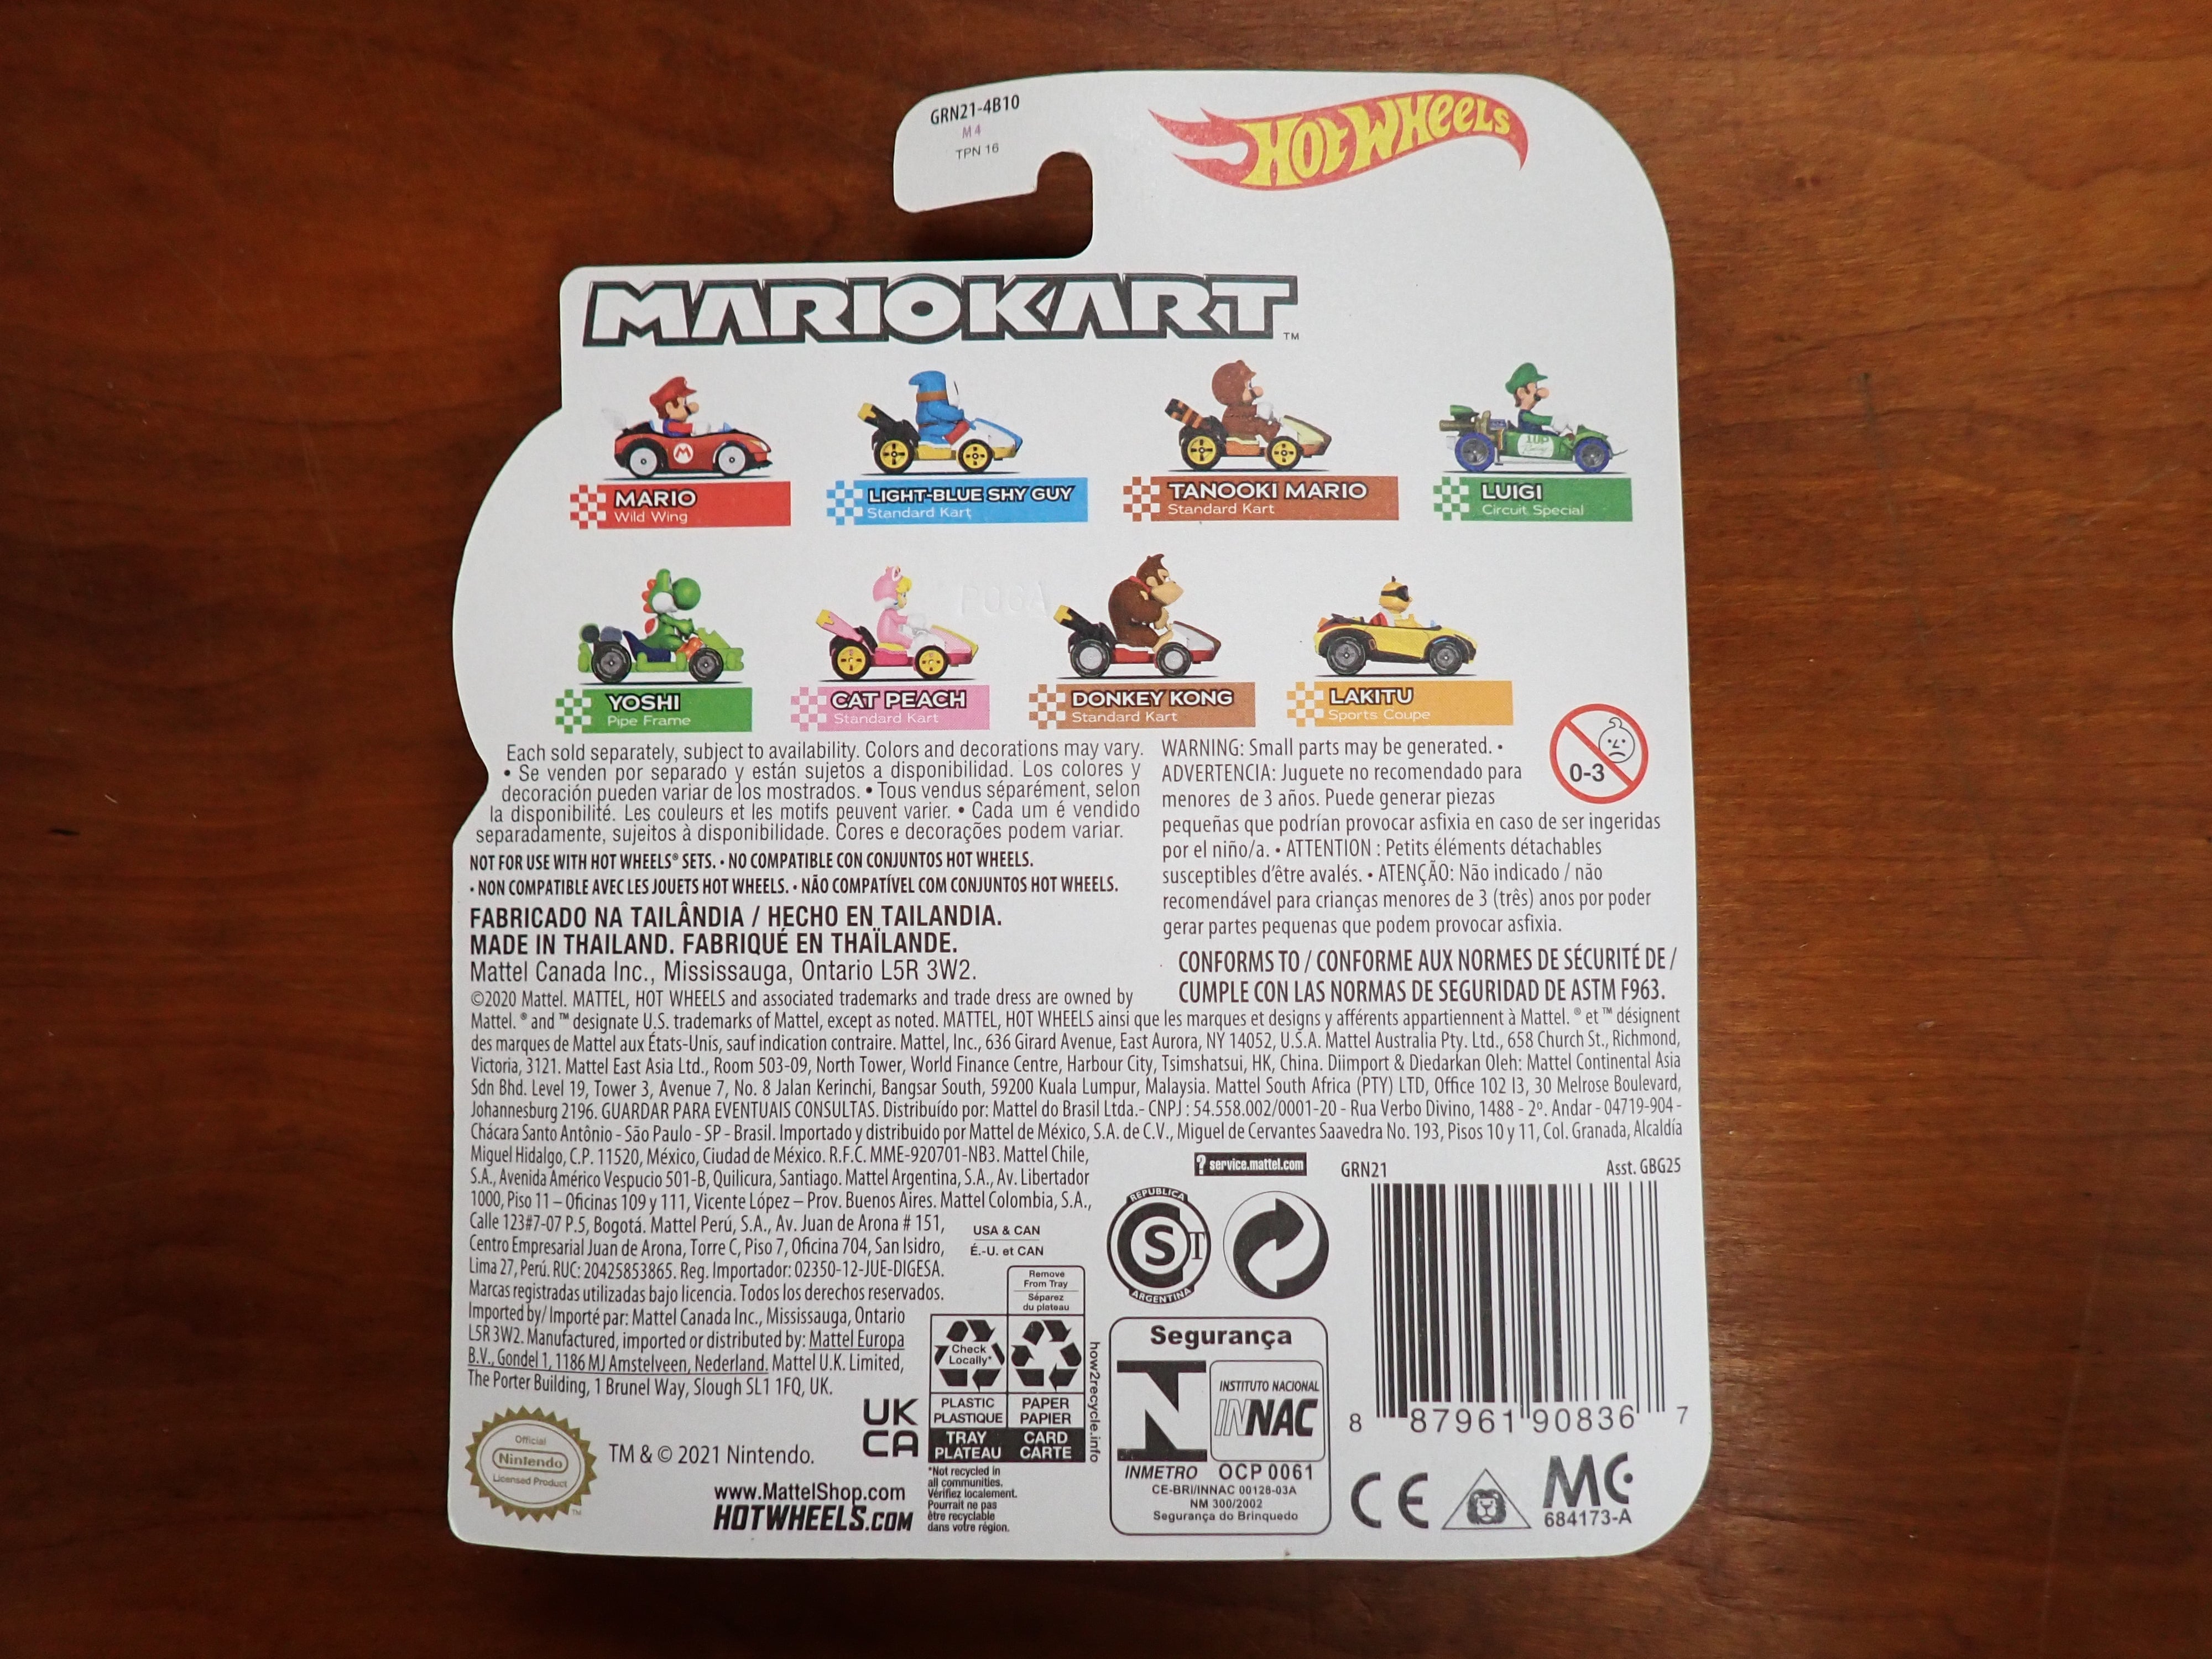 GRN21-4B10
M4
TPN 16
HOT WHEELS
MARIOKART™
MARIO
Wild Wing
LIGHT-BLUE SHY GUY
Standard Kart
TANOOKI MARIO
Standard Kart
LUIGI
Circuit Special
1UP
P06A
YOSHI
Pipe Frame
CAT PEACH
Standard Kart
DONKEY KONG
Standard Kart
LAKITU
Sports Coupe
Each sold separately, subject to availability. Colors and decorations may vary.
• Se venden por separado y están sujetos a disponibilidad. Los colores y
decoración pueden variar de los mostrados. • Tous vendus séparément, selon
la disponibilité. Les couleurs et les motifs peuvent varier. • Cada um é vendido
separadamente, sujeitos à disponibilidade. Cores e decorações podem variar.
NOT FOR USE WITH HOT WHEELS® SETS. • NO COMPATIBLE CON CONJUNTOS HOT WHEELS.
• NON COMPATIBLE AVEC LES JOUETS HOT WHEELS. • NÃO COMPATÍVEL COM CONJUNTOS HOT WHEELS.
FABRICADO NA TAILÂNDIA / HECHO EN TAILANDIA.
MADE IN THAILAND. FABRIQUÉ EN THAÏLANDE.
Mattel Canada Inc., Mississauga, Ontario L5R 3W2.
WARNING: Small parts may be generated. •
ADVERTENCIA: Juguete no recomendado para
menores de 3 años. Puede generar piezas
pequeñas que podrían provocar asfixia en caso de ser ingeridas
por el niño/a. • ATTENTION : Petits éléments détachables
susceptibles d'être avalés. • ATENÇÃO: Não indicado / não
recomendável para crianças menores de 3 (três) anos por poder
gerar partes pequenas que podem provocar asfixia.
0-3
CONFORMS TO / CONFORME AUX NORMES DE SÉCURITÉ DE /
CUMPLE CON LAS NORMAS DE SEGURIDAD DE ASTM F963.
©2020 Mattel. MATTEL, HOT WHEELS and associated trademarks and trade dress are owned by
Mattel. ® and ™ designate U.S. trademarks of Mattel, except as noted. MATTEL, HOT WHEELS ainsi que les marques et designs y afférents appartiennent à Mattel. ® et ™ désignent
des marques de Mattel aux États-Unis, sauf indication contraire. Mattel, Inc., 636 Girard Avenue, East Aurora, NY 14052, U.S.A. Mattel Australia Pty. Ltd., 658 Church St., Richmond,
Victoria, 3121. Mattel East Asia Ltd., Room 503-09, North Tower, World Finance Centre, Harbour City, Tsimshatsui, HK, China. Diimport & Diedarkan Oleh: Mattel Continental Asia
Sdn Bhd. Level 19, Tower 3, Avenue 7, No. 8 Jalan Kerinchi, Bangsar South, 59200 Kuala Lumpur, Malaysia. Mattel South Africa (PTY) LTD, Office 102 I3, 30 Melrose Boulevard,
Johannesburg 2196. GUARDAR PARA EVENTUAIS CONSULTAS. Distribuído por: Mattel do Brasil Ltda.- CNPJ : 54.558.002/0001-20 - Rua Verbo Divino, 1488 - 2º. Andar - 04719-904 -
Chácara Santo Antônio - São Paulo - SP - Brasil. Importado y distribuido por Mattel de México, S.A. de C.V., Miguel de Cervantes Saavedra No. 193, Pisos 10 y 11, Col. Granada, Alcaldía
Miguel Hidalgo, C.P. 11520, México, Ciudad de México. R.F.C. MME-920701-NB3. Mattel Chile,
S.A., Avenida Américo Vespucio 501-B, Quilicura, Santiago. Mattel Argentina, S.A., Av. Libertador
1000, Piso 11 – Oficinas 109 y 111, Vicente López – Prov. Buenos Aires. Mattel Colombia, S.A.,
Calle 123#7-07 P.5, Bogotá. Mattel Perú, S.A., Av. Juan de Arona # 151,
Centro Empresarial Juan de Arona, Torre C, Piso 7, Oficina 704, San Isidro,
Lima 27, Perú. RUC: 20425853865. Reg. Importador: 02350-12-JUE-DIGESA.
Marcas registradas utilizadas bajo licencia. Todos los derechos reservados.
Imported by/ Importé par: Mattel Canada Inc., Mississauga, Ontario
L5R 3W2. Manufactured, imported or distributed by: Mattel Europa
B.V., Gondel 1, 1186 MJ Amstelveen, Nederland. Mattel U.K. Limited,
The Porter Building, 1 Brunel Way, Slough SL1 1FQ, UK.
? service.mattel.com
GRN21
Asst. GBG25
USA & CAN
É.-U. et CAN
Remove
From Tray
Séparez
du plateau
Check
Locally*
PLASTIC
PLASTIQUE
TRAY
PLATEAU
PAPER
PAPIER
CARD
CARTE
how2recycle.info
*Not recycled in
all communities.
Vérifiez localement.
Pourrait ne pas
être recyclable
dans votre région.
REPUBLICA
S T
ARGENTINA
Segurança
INSTITUTO NACIONAL
INNAC
INMETRO OCP 0061
CE-BRI/INNAC 00128-03A
NM 300/2002
Segurança do Brinquedo
8 87961 90836 7
UK
CA
Official
Nintendo
Licensed Product
™
TM & © 2021 Nintendo.
www.MattelShop.com
HOTWHEELS.COM
CE
MC
684173-A